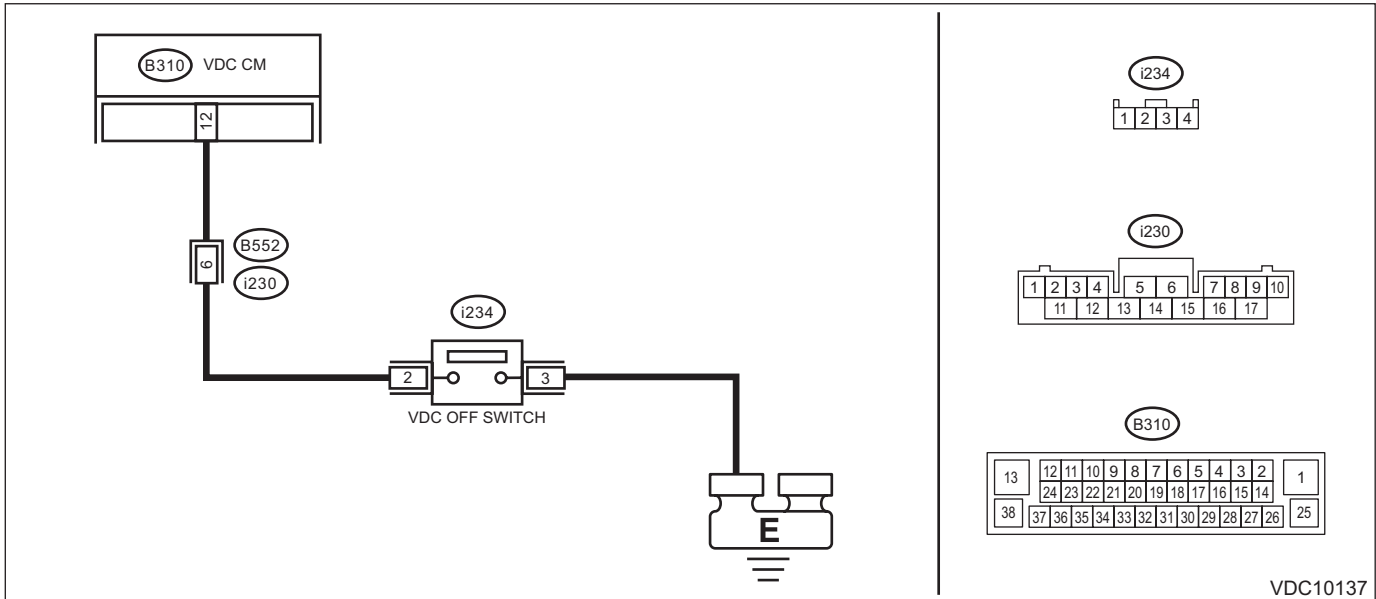 B310 VDC CM
12
6
B552
i230
i234
2
3
VDC OFF SWITCH
E
i234
1 2 3 4
i230
1 2 3 4 5 6 7 8 9 10
11 12 13 14 15 16 17
B310
13 12 11 10 9 8 7 6 5 4 3 2 1
24 23 22 21 20 19 18 17 16 15 14
38 37 36 35 34 33 32 31 30 29 28 27 26 25
VDC10137